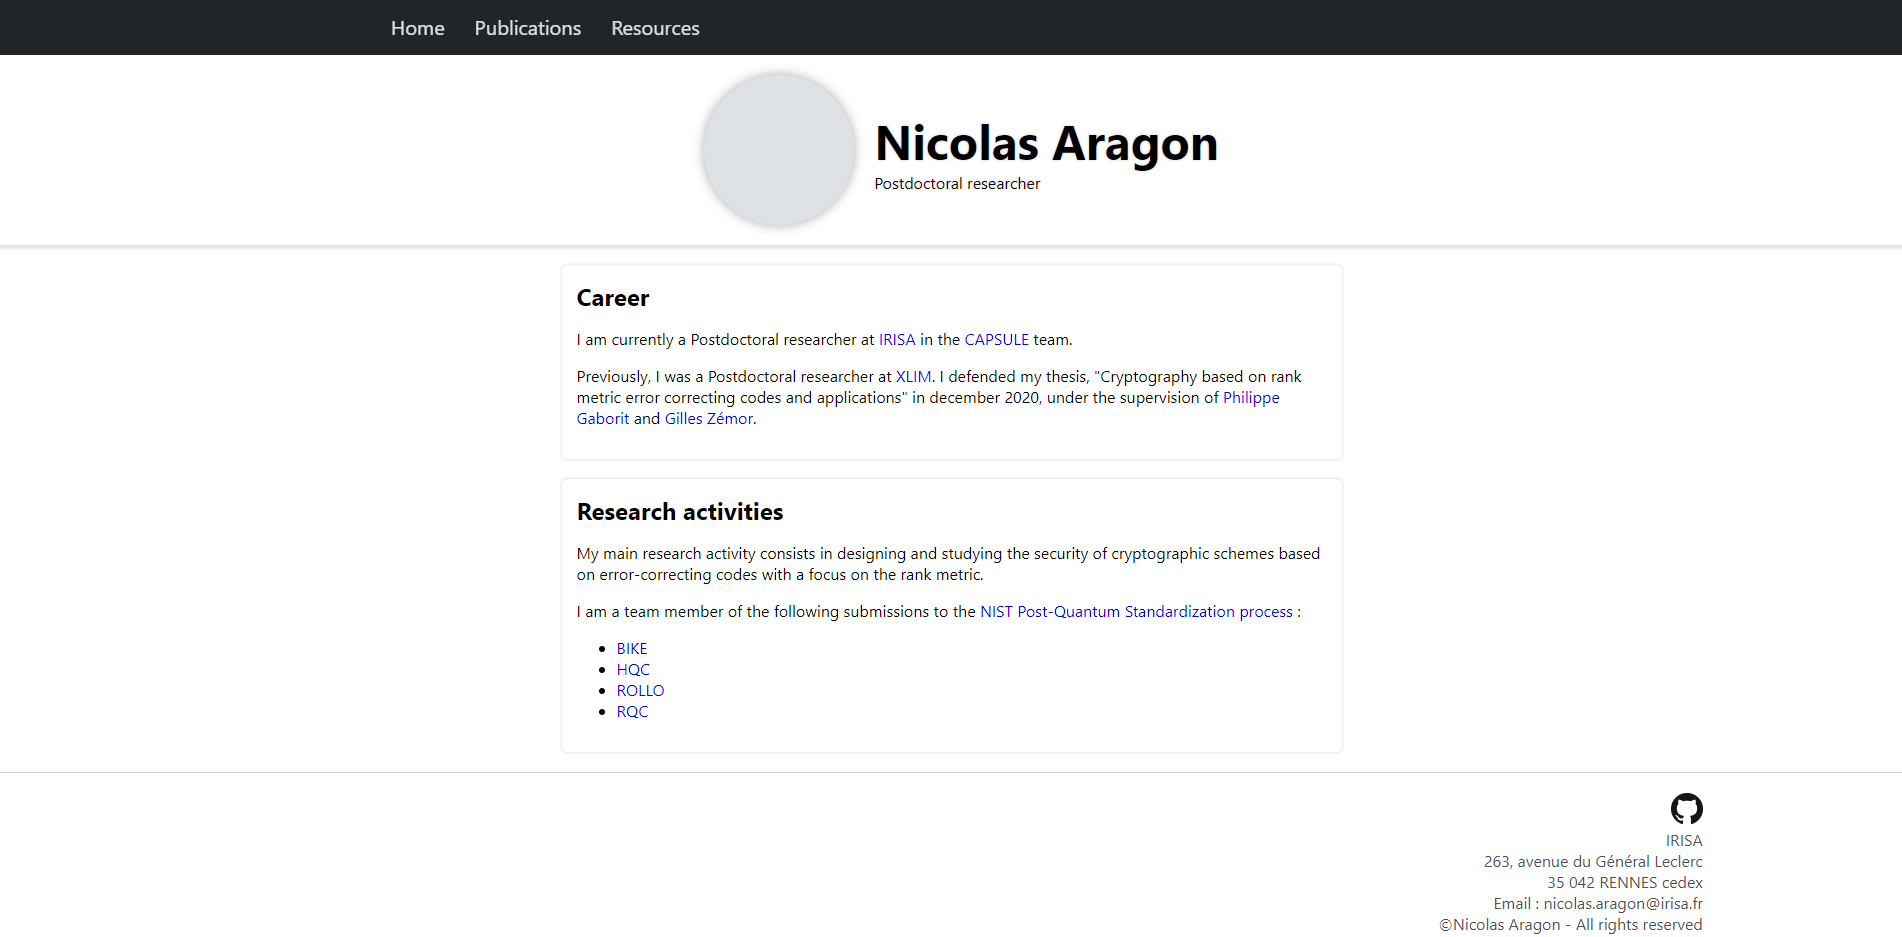 Home Publications Resources
Nicolas Aragon
Postdoctoral researcher
Career
I am currently a Postdoctoral researcher at IRISA in the CAPSULE team.
Previously, I was a Postdoctoral researcher at XLIM. I defended my thesis, "Cryptography based on rank
metric error correcting codes and applications" in december 2020, under the supervision of Philippe
Gaborit and Gilles Zémor.
Research activities
My main research activity consists in designing and studying the security of cryptographic schemes based
on error-correcting codes with a focus on the rank metric.
I am a team member of the following submissions to the NIST Post-Quantum Standardization process :
• BIKE
• HQC
• ROLLO
• RQC
IRISA
263, avenue du Général Leclerc
35 042 RENNES cedex
Email : nicolas.aragon@irisa.fr
©Nicolas Aragon - All rights reserved